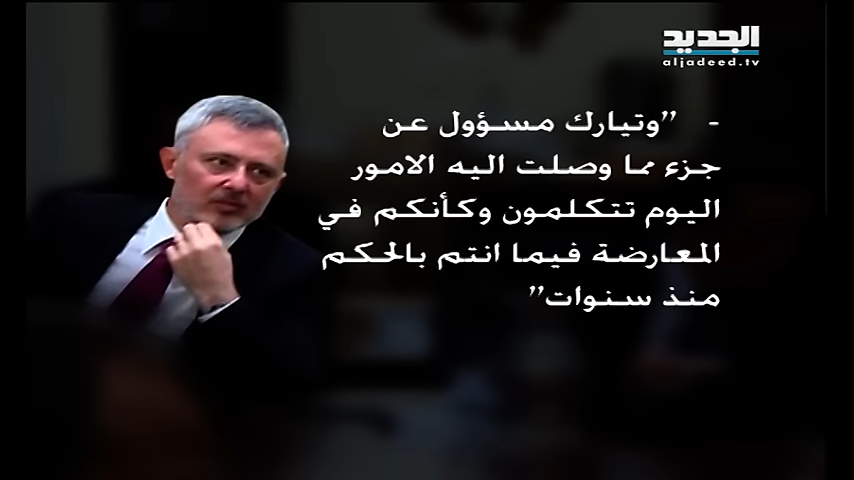 الجديد
aljadeed.tv
- "وتيارك مسؤول عن
جزء مما وصلت اليه الامور
اليوم تتكلمون وكأنكم في
المعارضة فيما انتم بالحكم
منذ سنوات"